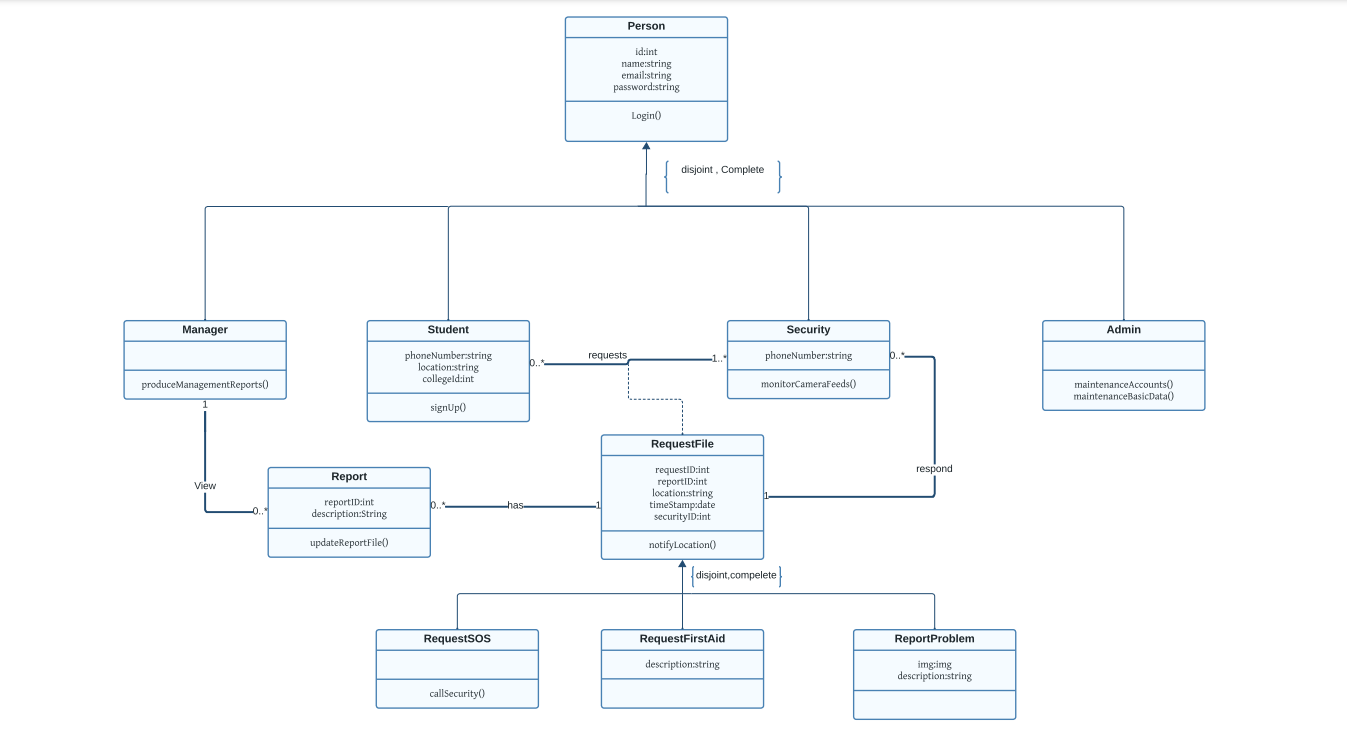 Person
id:int
name:string
email:string
password:string
Login()
disjoint , Complete
Manager
produceManagementReports()
Student
phoneNumber:string
location:string
collegeId:int
signUp()
0..*
requests
1..*
Security
phoneNumber:string
monitorCameraFeeds()
0..*
Admin
maintenanceAccounts()
maintenanceBasicData()
1
View
0..*
Report
reportID:int
description:String
updateReportFile()
0..*
has
1
RequestFile
requestID:int
reportID:int
location:string
timeStamp:date
securityID:int
notifyLocation()
1
respond
disjoint,compelete
RequestSOS
callSecurity()
RequestFirstAid
description:string
ReportProblem
img:img
description:string